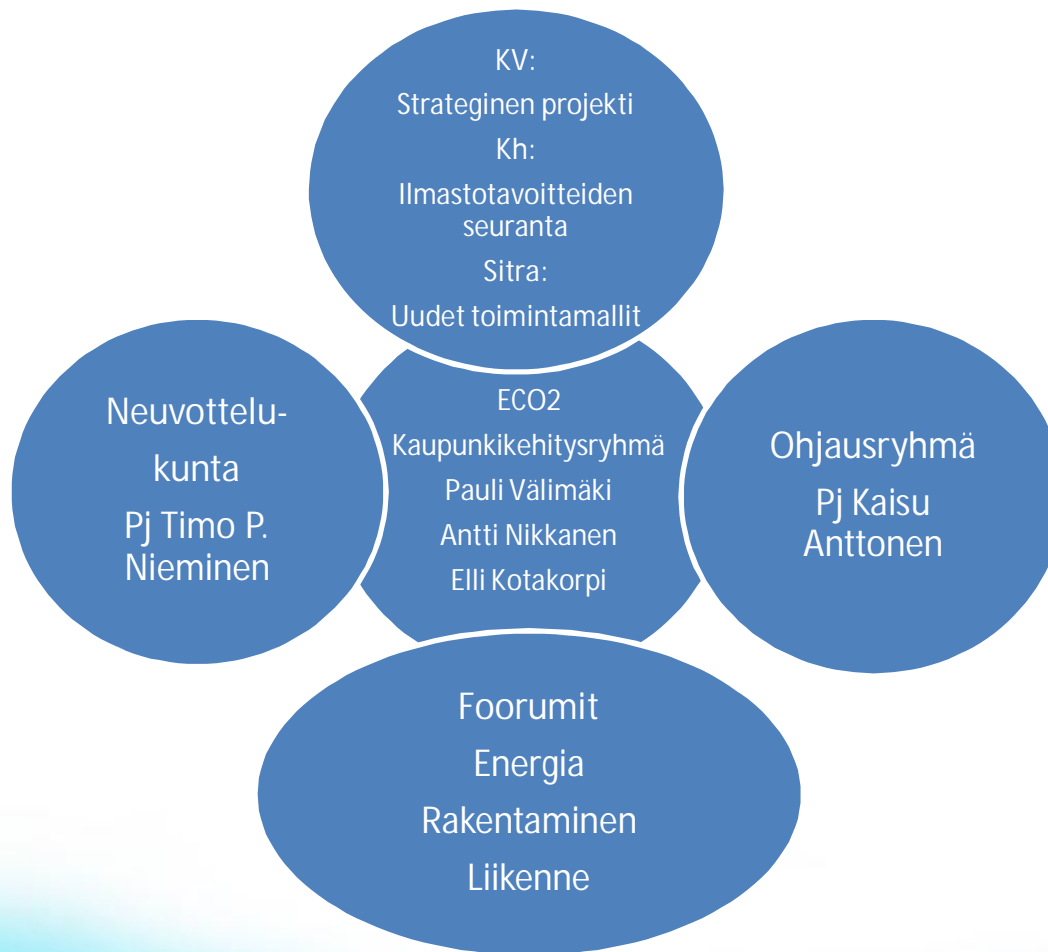 KV:
Strateginen projekti
Kh:
Ilmastotavoitteiden
seuranta
Sitra:
Uudet toimintamallit
Neuvottelu-
kunta
Pj Timo P.
Nieminen
ECO2
Kaupunkikehitysryhmä
Pauli Välimäki
Antti Nikkanen
Elli Kotakorpi
Ohjausryhmä
Pj Kaisu
Anttonen
Foorumit
Energia
Rakentaminen
Liikenne